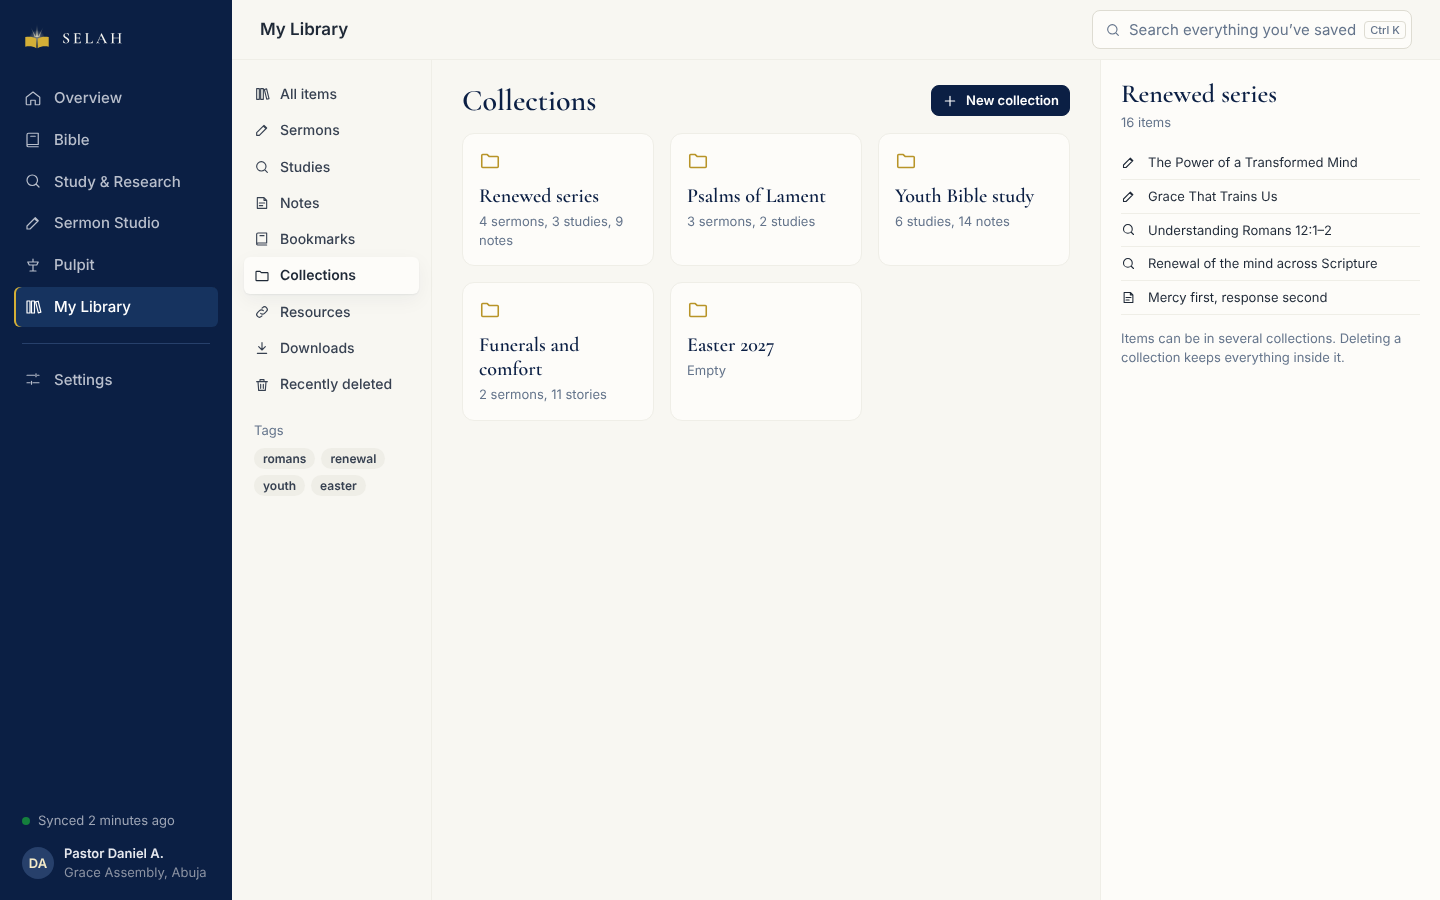 SELAH
Overview
Bible
Study & Research
Sermon Studio
Pulpit
My Library
Settings
Synced 2 minutes ago
DA
Pastor Daniel A.
Grace Assembly, Abuja
My Library
Search everything you’ve saved
Ctrl K
All items
Sermons
Studies
Notes
Bookmarks
Collections
Resources
Downloads
Recently deleted
Tags
romans
renewal
youth
easter
Collections
New collection
Renewed series
4 sermons, 3 studies, 9
notes
Psalms of Lament
3 sermons, 2 studies
Youth Bible study
6 studies, 14 notes
Funerals and
comfort
2 sermons, 11 stories
Easter 2027
Empty
Renewed series
16 items
The Power of a Transformed Mind
Grace That Trains Us
Understanding Romans 12:1–2
Renewal of the mind across Scripture
Mercy first, response second
Items can be in several collections. Deleting a
collection keeps everything inside it.